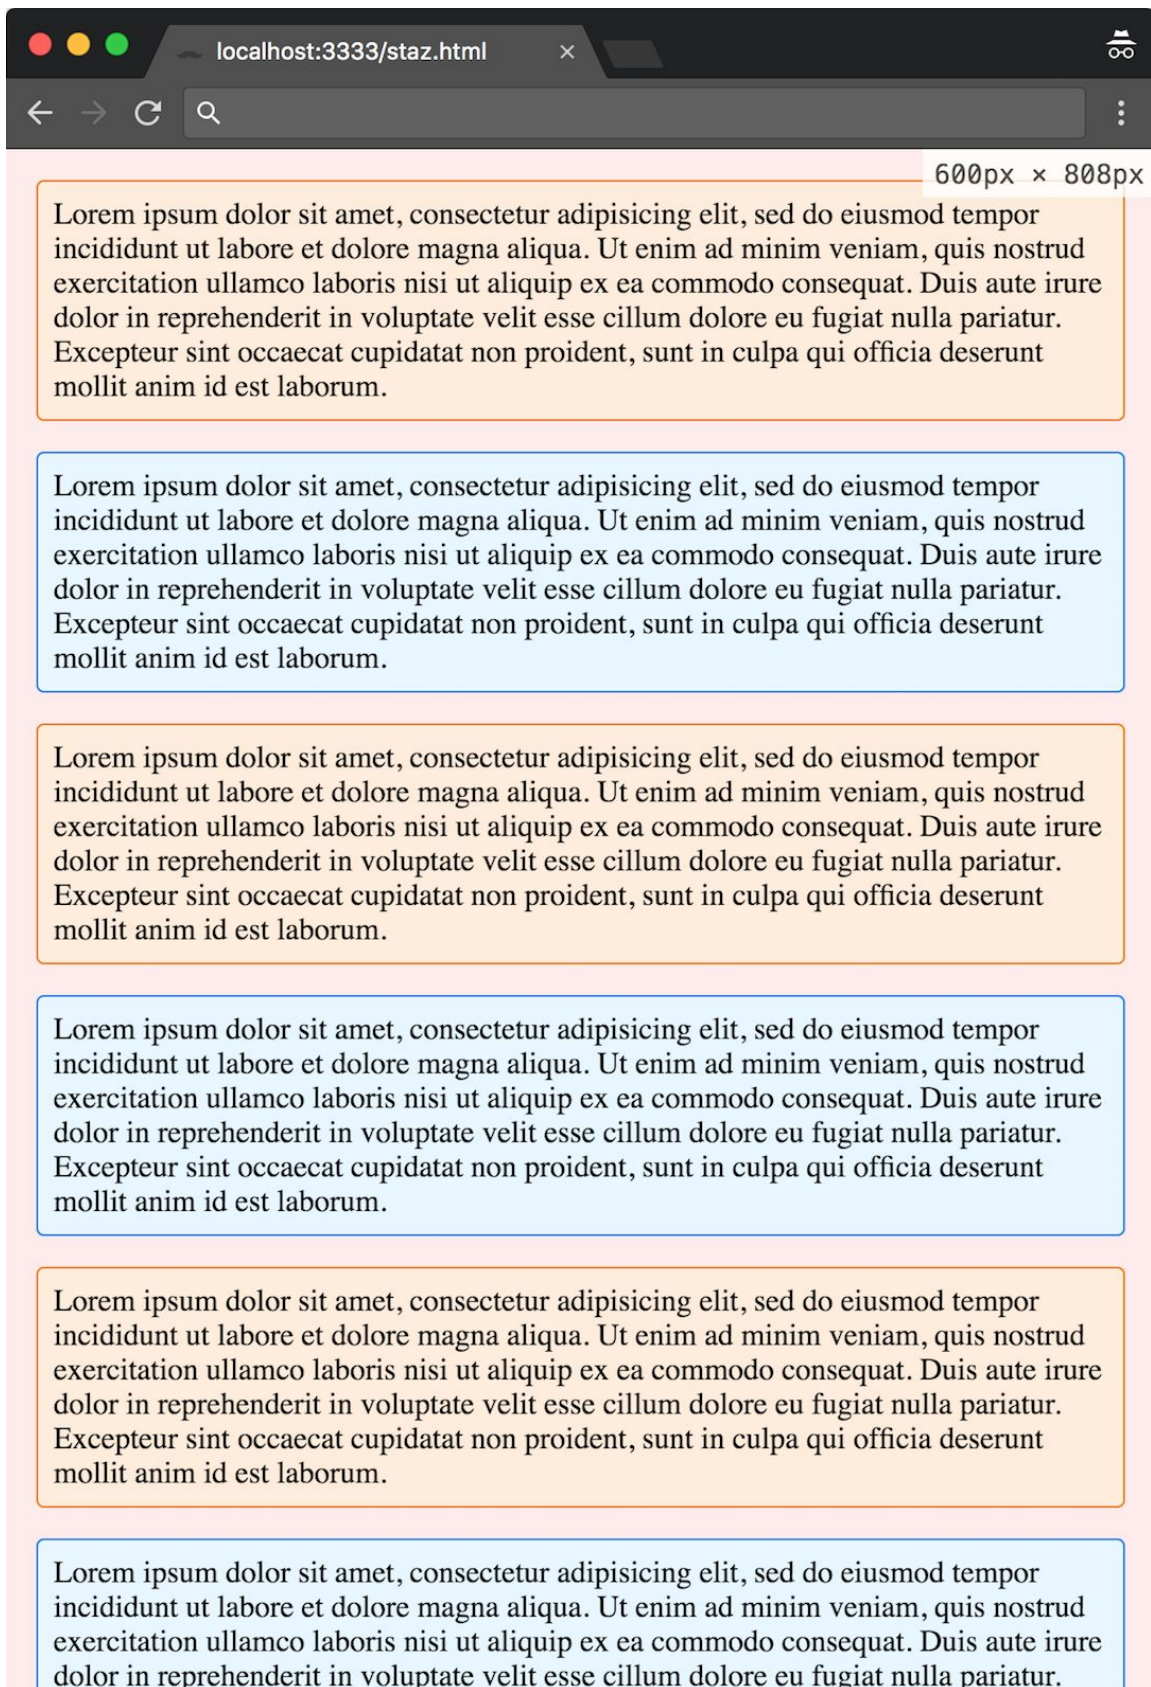 localhost:3333/staz.html
600px × 808px
Lorem ipsum dolor sit amet, consectetur adipisicing elit, sed do eiusmod tempor
incididunt ut labore et dolore magna aliqua. Ut enim ad minim veniam, quis nostrud
exercitation ullamco laboris nisi ut aliquip ex ea commodo consequat. Duis aute irure
dolor in reprehenderit in voluptate velit esse cillum dolore eu fugiat nulla pariatur.
Excepteur sint occaecat cupidatat non proident, sunt in culpa qui officia deserunt
mollit anim id est laborum.
Lorem ipsum dolor sit amet, consectetur adipisicing elit, sed do eiusmod tempor
incididunt ut labore et dolore magna aliqua. Ut enim ad minim veniam, quis nostrud
exercitation ullamco laboris nisi ut aliquip ex ea commodo consequat. Duis aute irure
dolor in reprehenderit in voluptate velit esse cillum dolore eu fugiat nulla pariatur.
Excepteur sint occaecat cupidatat non proident, sunt in culpa qui officia deserunt
mollit anim id est laborum.
Lorem ipsum dolor sit amet, consectetur adipisicing elit, sed do eiusmod tempor
incididunt ut labore et dolore magna aliqua. Ut enim ad minim veniam, quis nostrud
exercitation ullamco laboris nisi ut aliquip ex ea commodo consequat. Duis aute irure
dolor in reprehenderit in voluptate velit esse cillum dolore eu fugiat nulla pariatur.
Excepteur sint occaecat cupidatat non proident, sunt in culpa qui officia deserunt
mollit anim id est laborum.
Lorem ipsum dolor sit amet, consectetur adipisicing elit, sed do eiusmod tempor
incididunt ut labore et dolore magna aliqua. Ut enim ad minim veniam, quis nostrud
exercitation ullamco laboris nisi ut aliquip ex ea commodo consequat. Duis aute irure
dolor in reprehenderit in voluptate velit esse cillum dolore eu fugiat nulla pariatur.
Excepteur sint occaecat cupidatat non proident, sunt in culpa qui officia deserunt
mollit anim id est laborum.
Lorem ipsum dolor sit amet, consectetur adipisicing elit, sed do eiusmod tempor
incididunt ut labore et dolore magna aliqua. Ut enim ad minim veniam, quis nostrud
exercitation ullamco laboris nisi ut aliquip ex ea commodo consequat. Duis aute irure
dolor in reprehenderit in voluptate velit esse cillum dolore eu fugiat nulla pariatur.
Excepteur sint occaecat cupidatat non proident, sunt in culpa qui officia deserunt
mollit anim id est laborum.
Lorem ipsum dolor sit amet, consectetur adipisicing elit, sed do eiusmod tempor
incididunt ut labore et dolore magna aliqua. Ut enim ad minim veniam, quis nostrud
exercitation ullamco laboris nisi ut aliquip ex ea commodo consequat. Duis aute irure
dolor in reprehenderit in voluptate velit esse cillum dolore eu fugiat nulla pariatur.